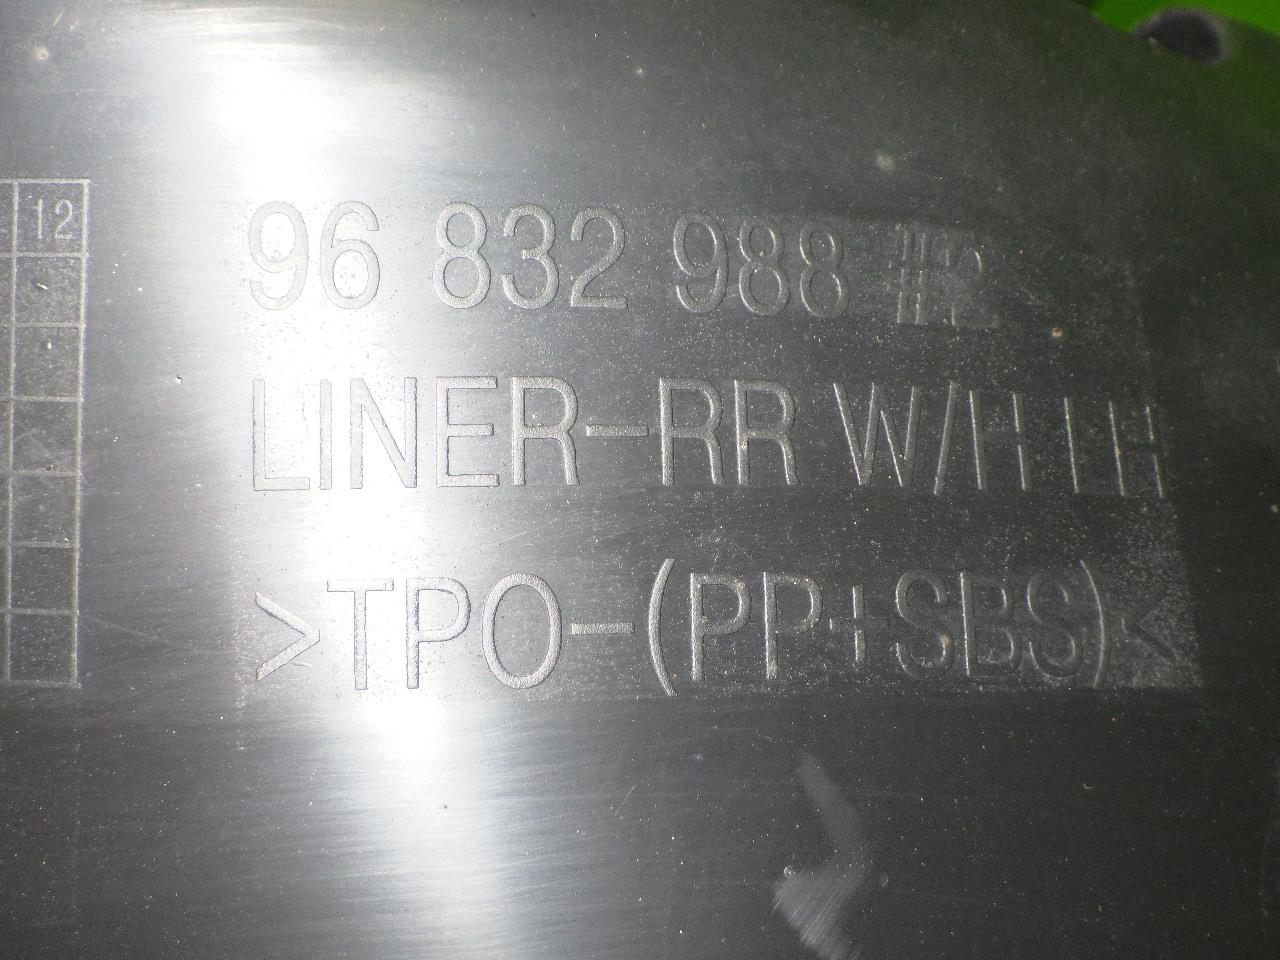 12
96 832 988
LINER-RR W/H LH
>TPO-(PP+SBS)<